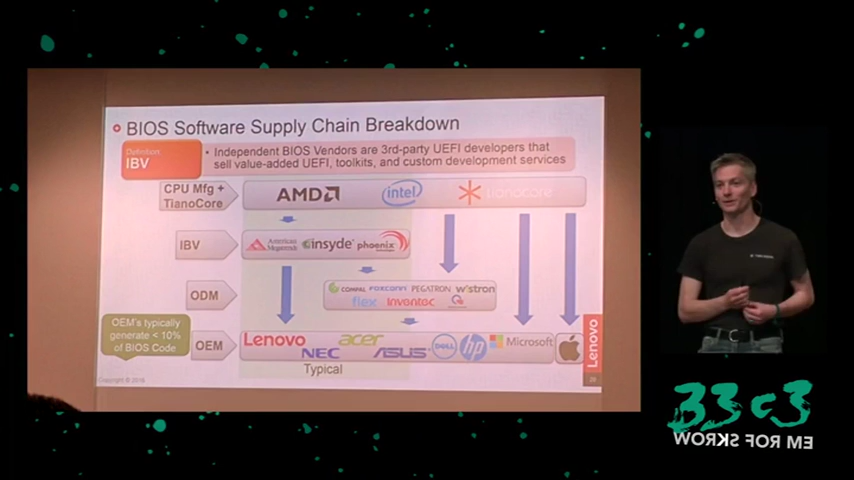 BIOS Software Supply Chain Breakdown
Definition:
IBV
• Independent BIOS Vendors are 3rd-party UEFI developers that
sell value-added UEFI, toolkits, and custom development services
CPU Mfg +
TianoCore
AMD intel tianocore
IBV
American
Megatrends
insyde phoenix
ODM
COMPAL FOXCONN PEGATRON wistron
flex inventec
OEM's typically
generate < 10%
of BIOS Code
OEM
Lenovo acer
NEC ASUS DELL hp Microsoft
Typical
Lenovo
33c3
WORKS FOR ME